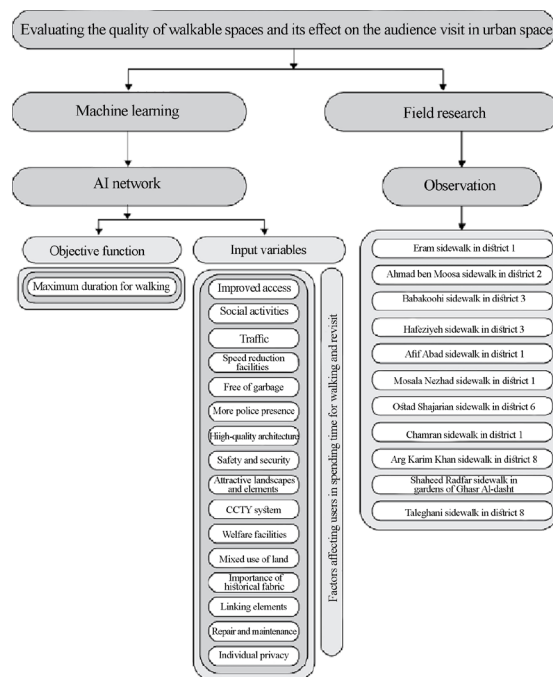 Evaluating the quality of walkable spaces and its effect on the audience visit in urban space
Machine learning
Field research
AI network
Observation
Objective function
Input variables
Maximum duration for walking
Improved access
Social activities
Traffic
Speed reduction
facilities
Free of garbage
More police presence
Hiigh-quality architecture
Safety and security
Attractive landscapes
and elements
CCTY system
Welfare facilities
Mixed use of land
Importance of
historical fabric
Linking elements
Repair and maintenance
Individual privacy
Factors affecting users in spending time for walking and revisit
Eram sidewalk in district 1
Ahmad ben Moosa sidewalk in district 2
Babakoohi sidewalk in district 3
Hafeziyeh sidewalk in district 3
Afif Abad sidewalk in district 1
Mosala Nezhad sidewalk in district 1
Ostad Shajarian sidewalk in district 6
Chamran sidewalk in district 1
Arg Karim Khan sidewalk in district 8
Shaheed Radfar sidewalk in
gardens of Ghasr Al-dasht
Taleghani sidewalk in district 8